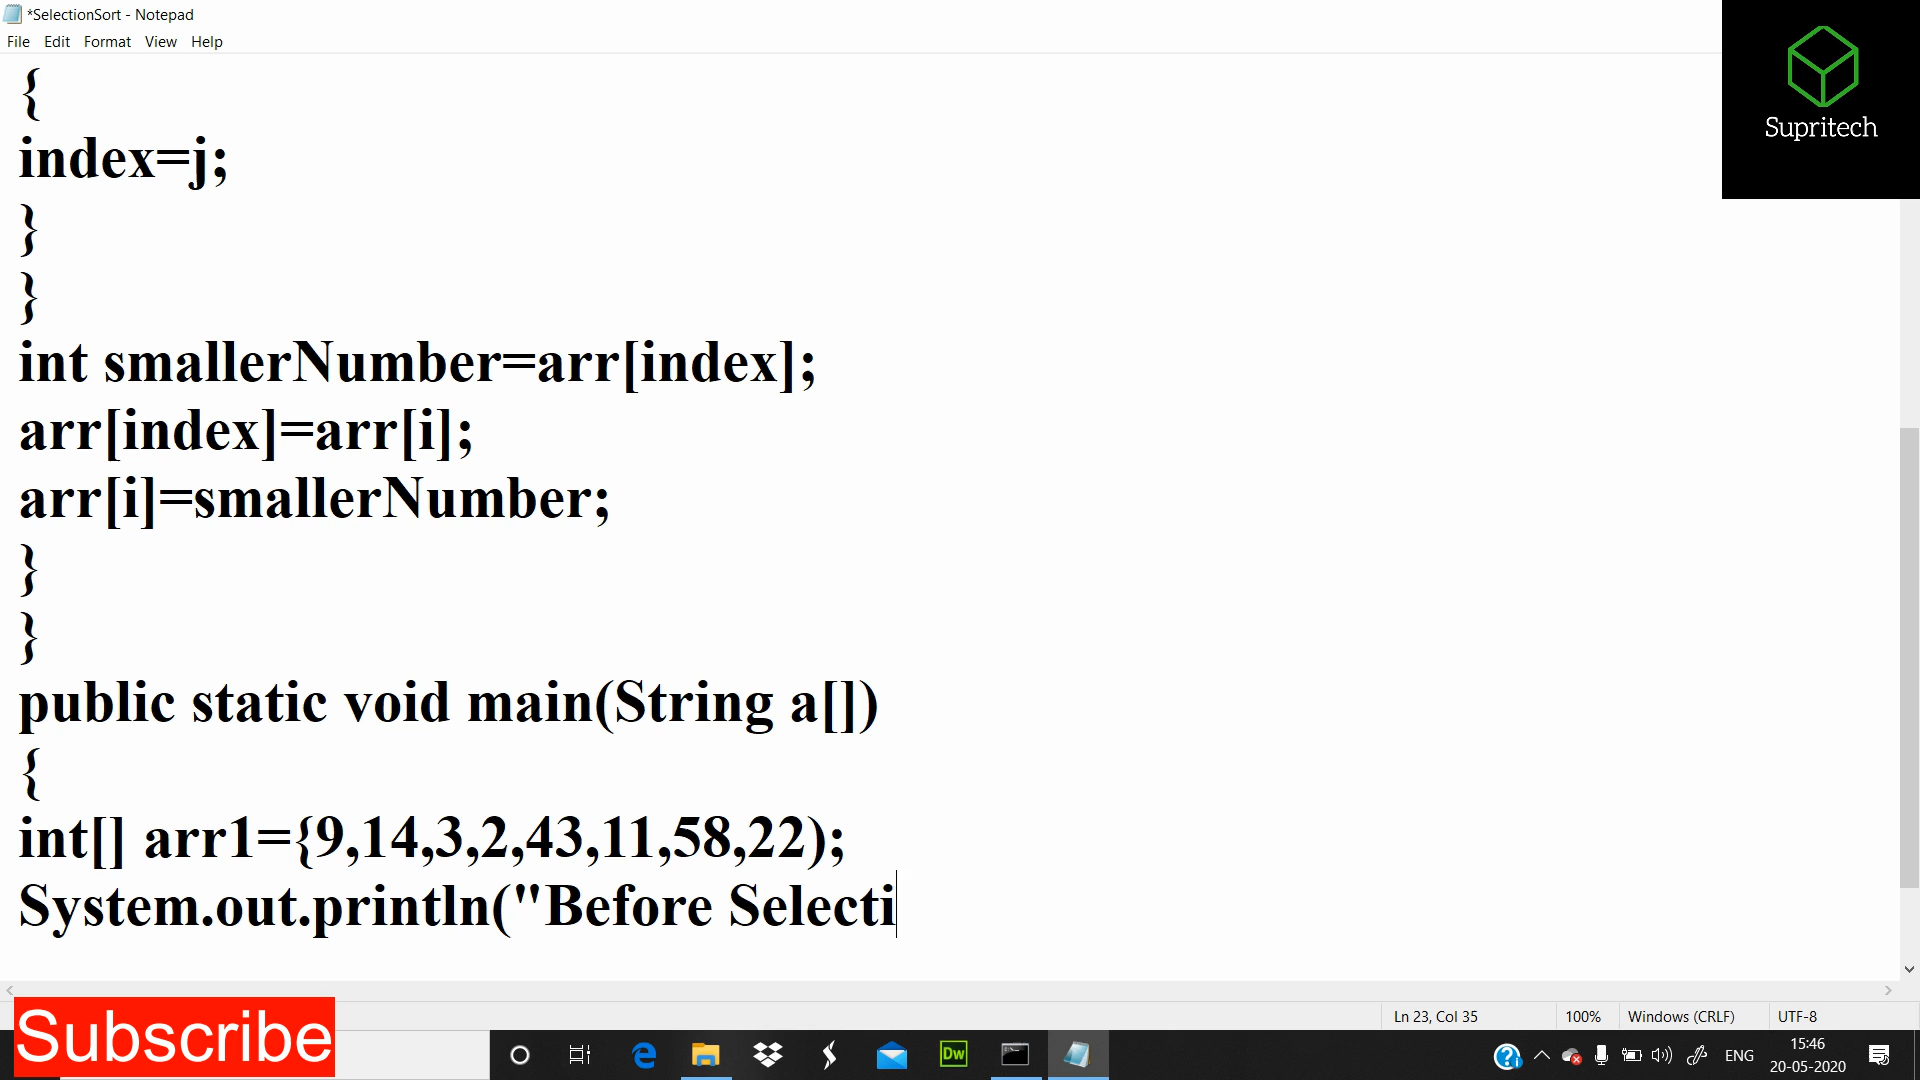 *SelectionSort - Notepad
File Edit Format View Help
Supritech
{
index=j;
}
}
int smallerNumber=arr[index];
arr[index]=arr[i];
arr[i]=smallerNumber;
}
}
public static void main(String a[])
{
int[] arr1={9,14,3,2,43,11,58,22);
System.out.println("Before Selecti
Ln 23, Col 35 100% Windows (CRLF) UTF-8
Subscribe
Dw
ENG
15:46
20-05-2020